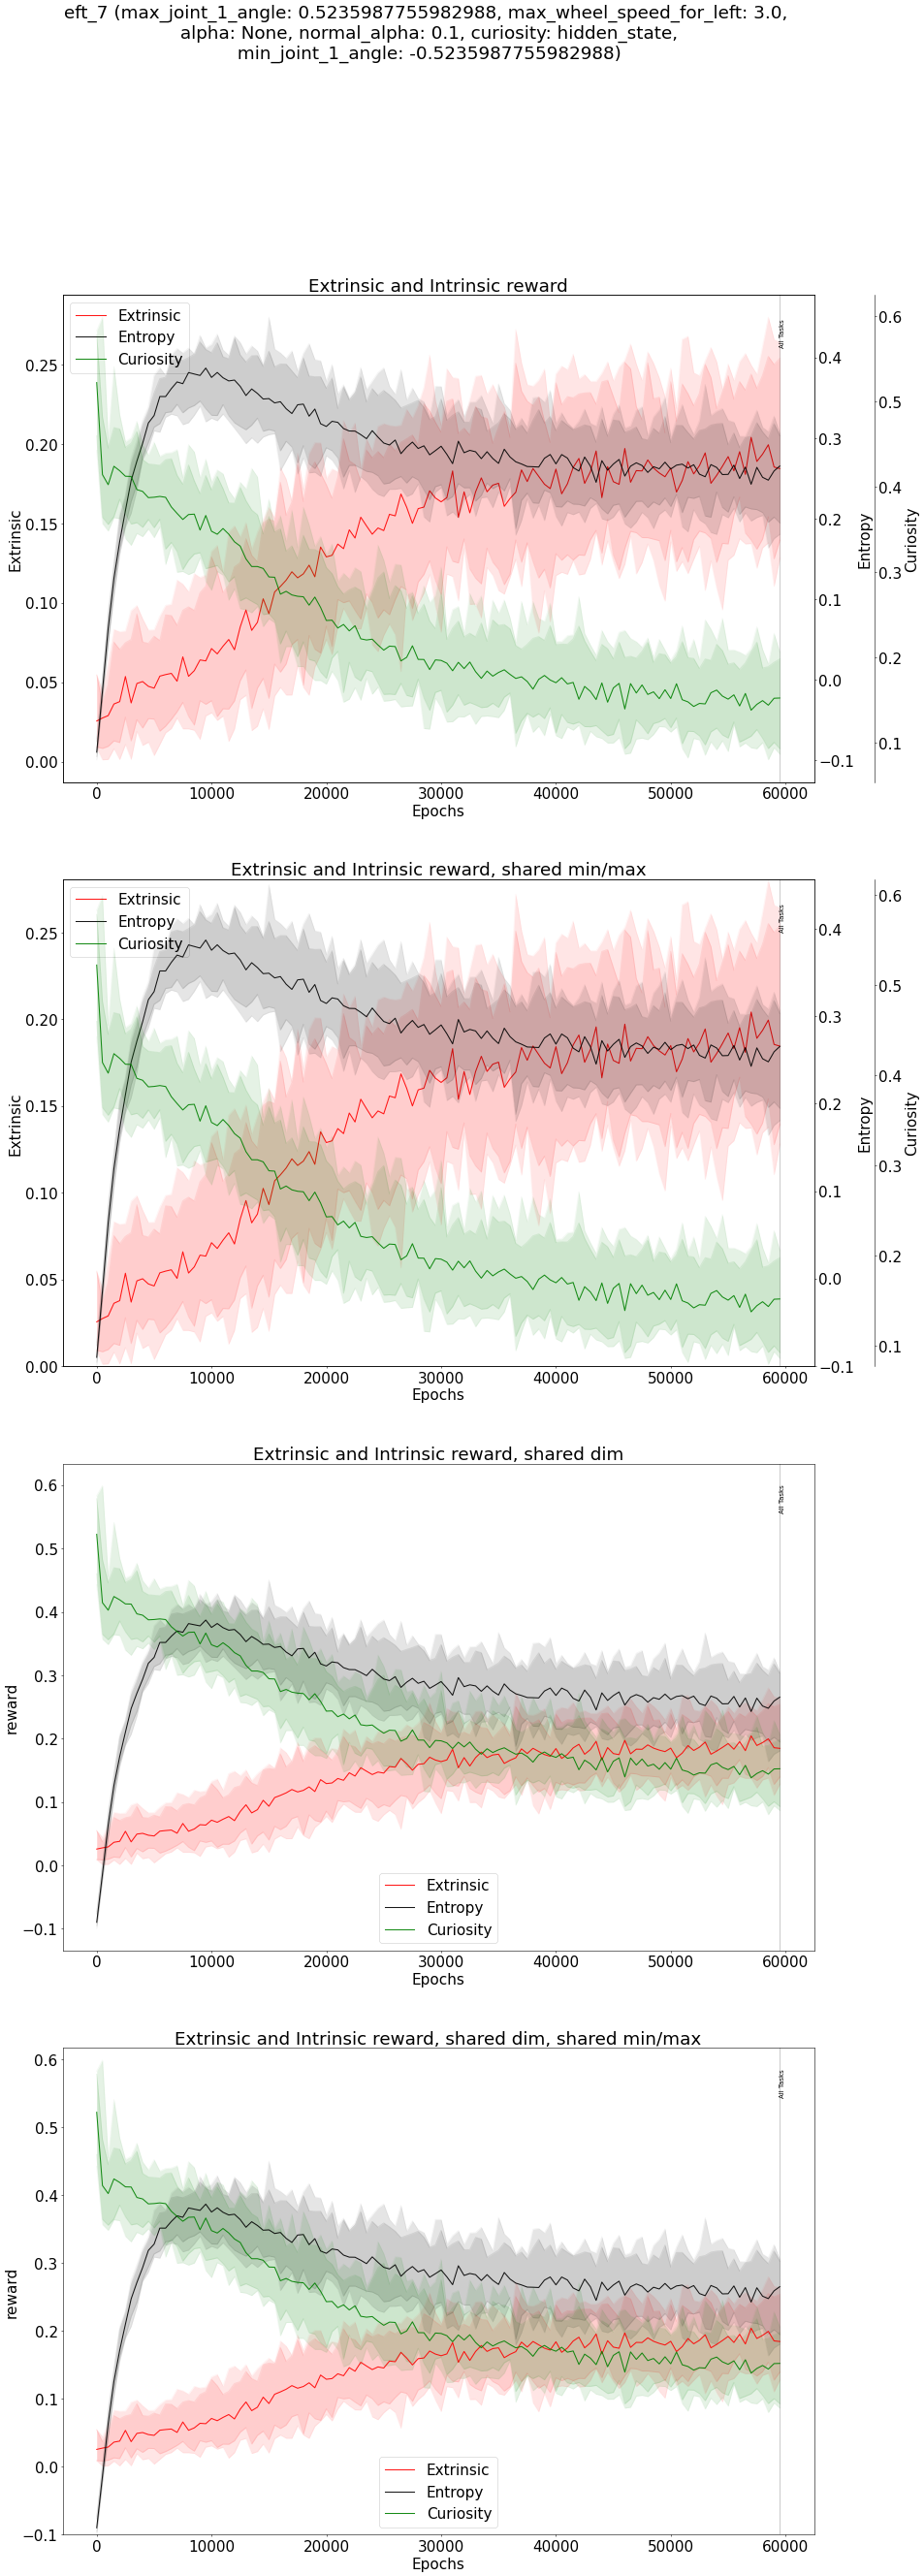 eft_7 (max_joint_1_angle: 0.5235987755982988, max_wheel_speed_for_left: 3.0,
alpha: None, normal_alpha: 0.1, curiosity: hidden_state,
min_joint_1_angle: -0.5235987755982988)
Extrinsic and Intrinsic reward
Extrinsic
Entropy
Curiosity
All Tasks
0.25
0.20
0.15
0.10
0.05
0.00
Extrinsic
0.4
0.3
0.2
0.1
0.0
−0.1
Entropy
0.6
0.5
0.4
0.3
0.2
0.1
Curiosity
0 10000 20000 30000 40000 50000 60000
Epochs
Extrinsic and Intrinsic reward, shared min/max
Extrinsic
Entropy
Curiosity
All Tasks
0.25
0.20
0.15
0.10
0.05
0.00
Extrinsic
0.4
0.3
0.2
0.1
0.0
−0.1
Entropy
0.6
0.5
0.4
0.3
0.2
0.1
Curiosity
0 10000 20000 30000 40000 50000 60000
Epochs
Extrinsic and Intrinsic reward, shared dim
All Tasks
0.6
0.5
0.4
0.3
0.2
0.1
0.0
−0.1
reward
Extrinsic
Entropy
Curiosity
0 10000 20000 30000 40000 50000 60000
Epochs
Extrinsic and Intrinsic reward, shared dim, shared min/max
All Tasks
0.6
0.5
0.4
0.3
0.2
0.1
0.0
−0.1
reward
Extrinsic
Entropy
Curiosity
0 10000 20000 30000 40000 50000 60000
Epochs